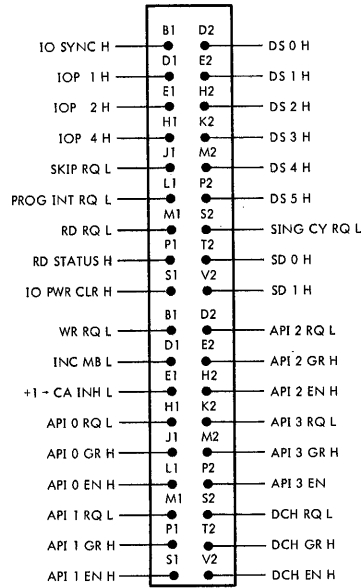 B1 D2
IO SYNC H DS 0 H
D1 E2
IOP 1 H DS 1 H
E1 H2
IOP 2 H DS 2 H
H1 K2
IOP 4 H DS 3 H
J1 M2
SKIP RQ L DS 4 H
L1 P2
PROG INT RQ L DS 5 H
M1 S2
RD RQ L SING CY RQ L
P1 T2
RD STATUS H SD 0 H
S1 V2
IO PWR CLR H SD 1 H
B1 D2
WR RQ L API 2 RQ L
D1 E2
INC MB L API 2 GR H
E1 H2
+1 → CA INH L API 2 EN H
H1 K2
API 0 RQ L API 3 RQ L
J1 M2
API 0 GR H API 3 GR H
L1 P2
API 0 EN H API 3 EN
M1 S2
API 1 RQ L DCH RQ L
P1 T2
API 1 GR H DCH GR H
S1 V2
API 1 EN H DCH EN H